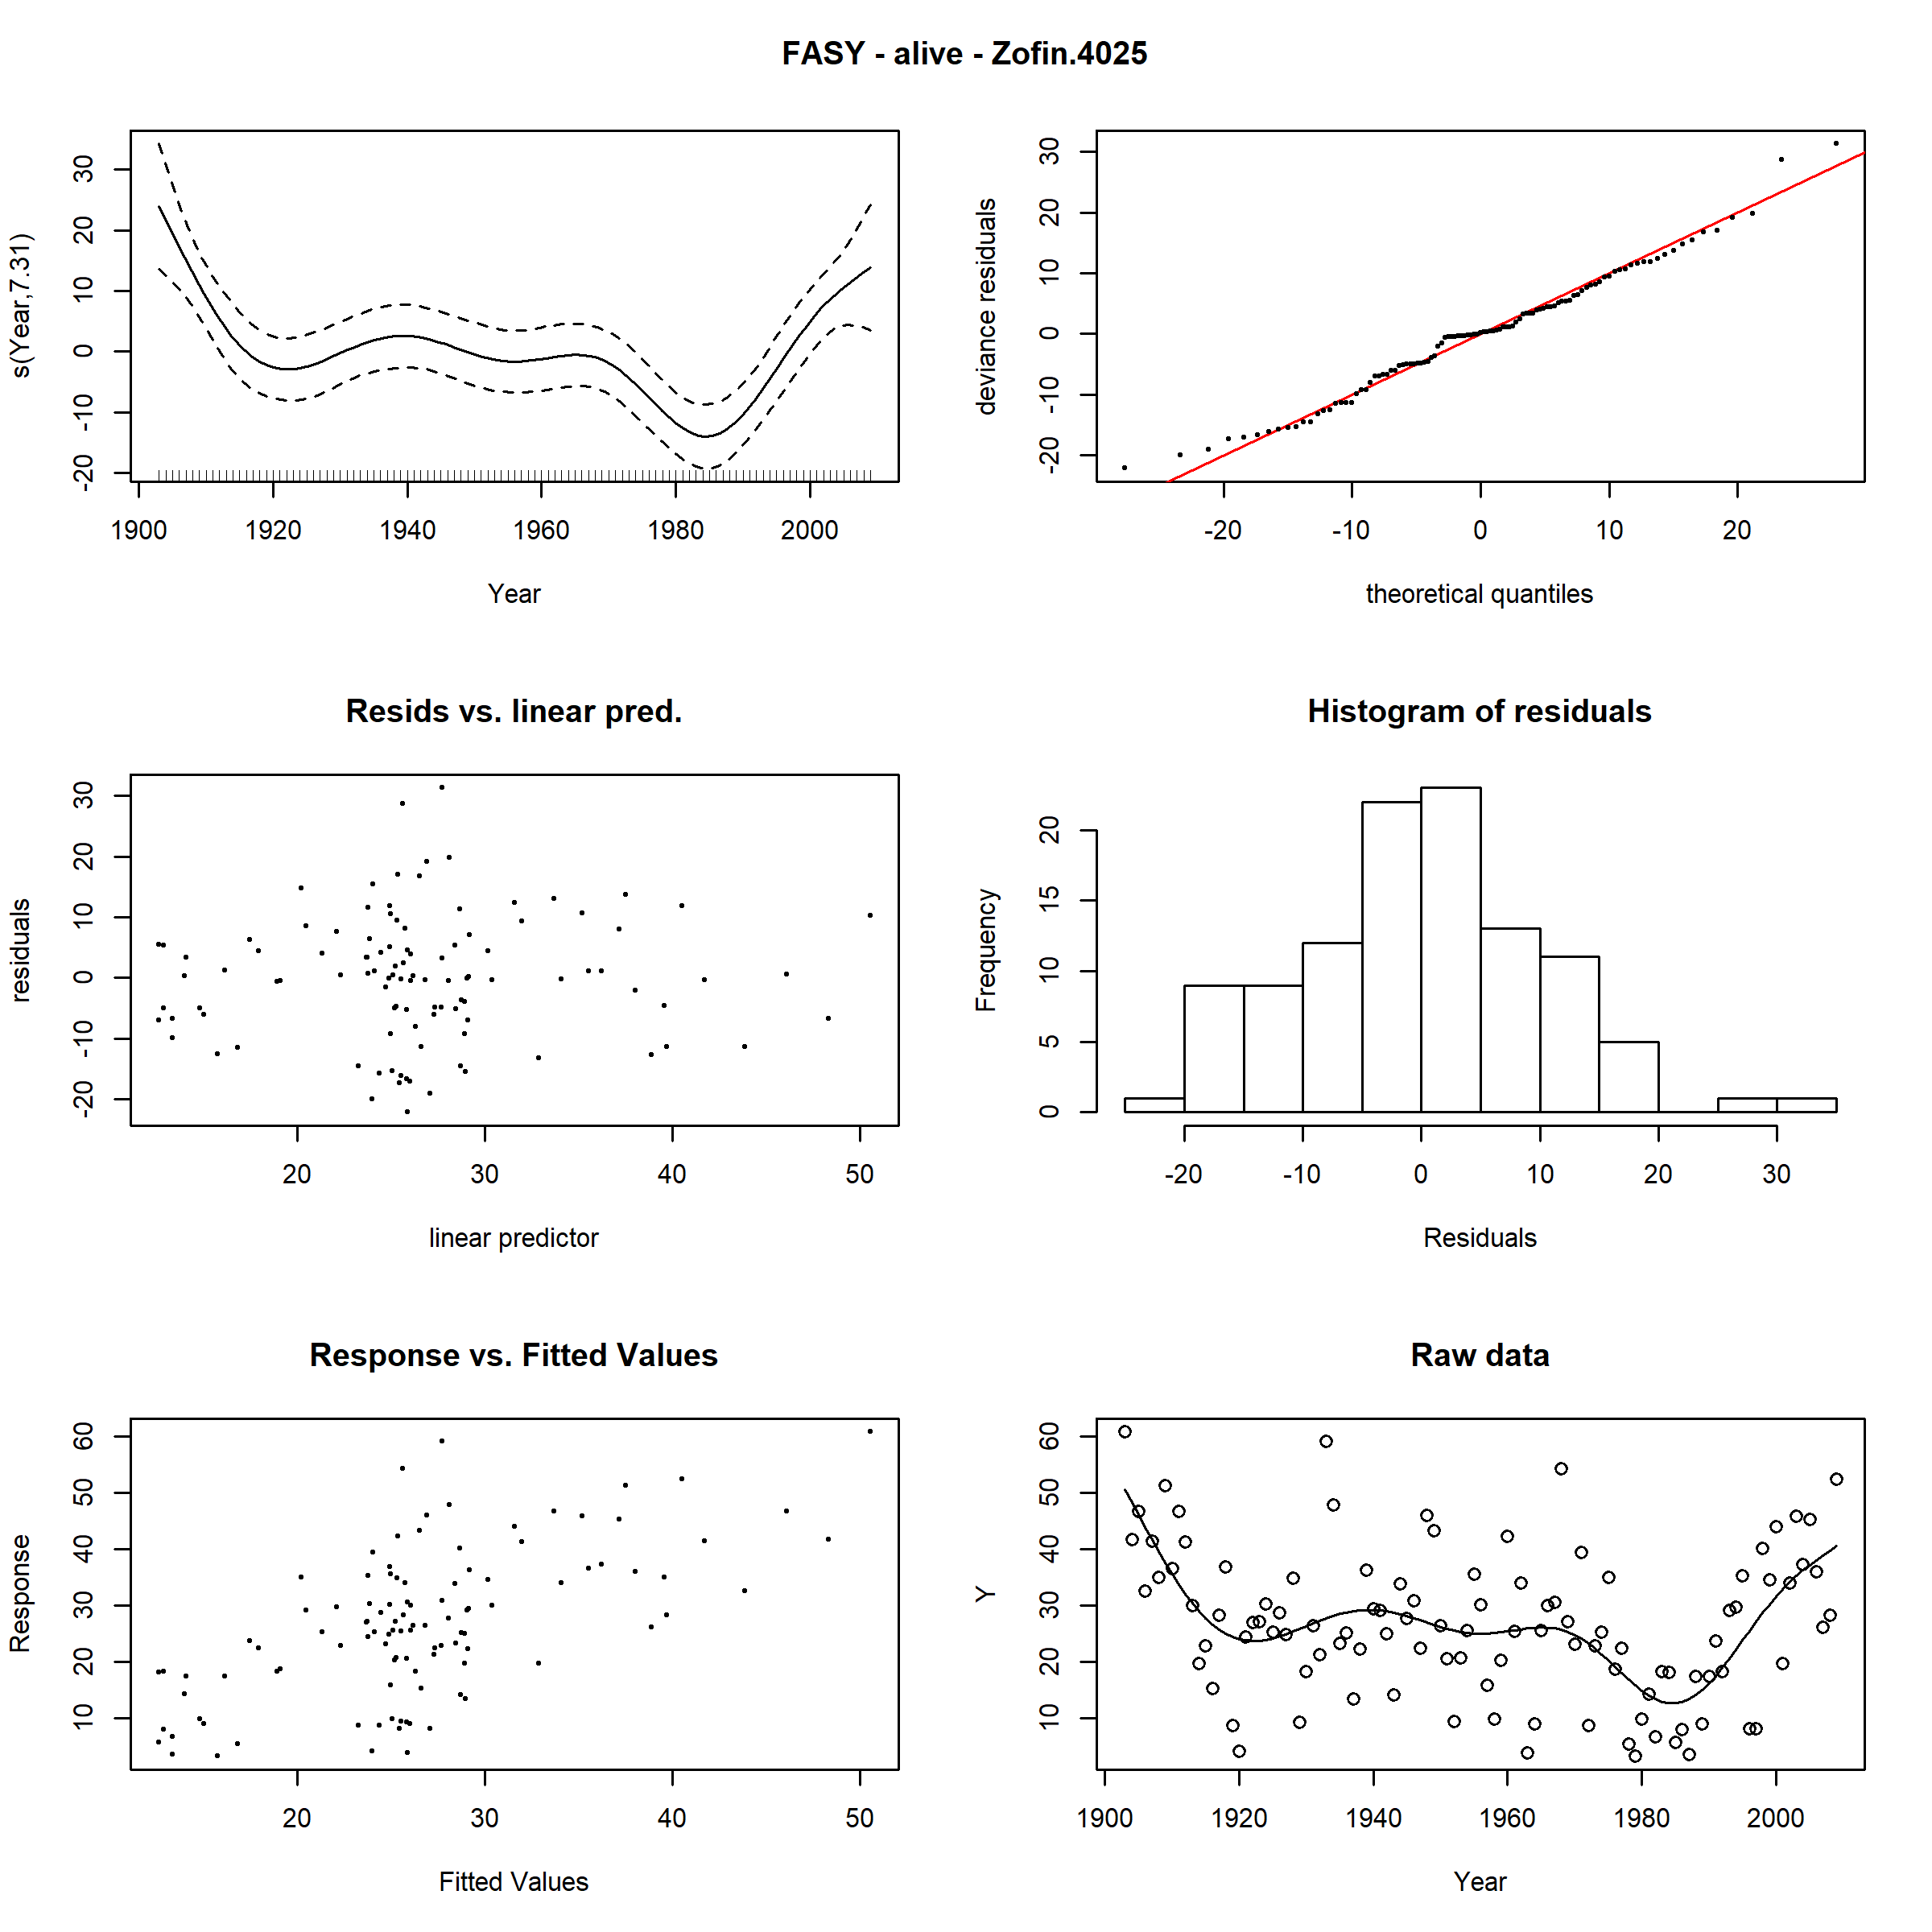 FASY - alive - Zofin.4025
s(Year,7.31)
30
20
10
0
-10
-20
1900 1920 1940 1960 1980 2000
Year
deviance residuals
30
20
10
0
-10
-20
-20 -10 0 10 20
theoretical quantiles
Resids vs. linear pred.
residuals
30
20
10
0
-10
-20
20 30 40 50
linear predictor
Histogram of residuals
Frequency
20
15
10
5
0
-20 -10 0 10 20 30
Residuals
Response vs. Fitted Values
Response
60
50
40
30
20
10
20 30 40 50
Fitted Values
Raw data
Y
60
50
40
30
20
10
1900 1920 1940 1960 1980 2000
Year